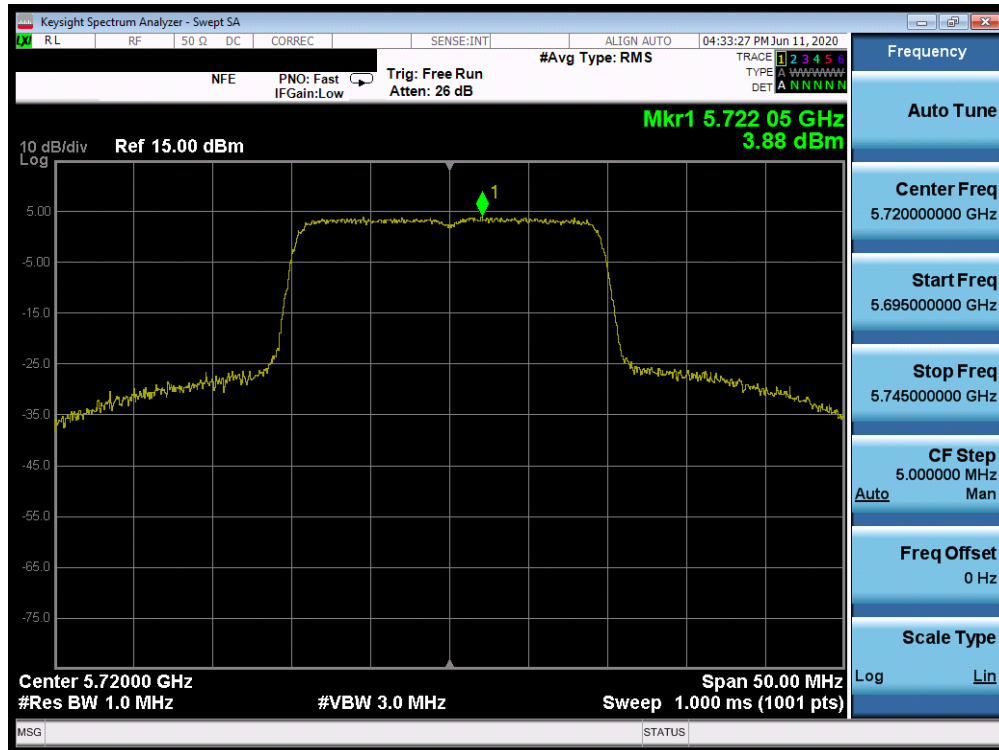 Keysight Spectrum Analyzer - Swept SA
LXI RL RF 50 Ω DC CORREC SENSE:INT ALIGN AUTO 04:33:27 PM Jun 11, 2020
NFE PNO: Fast Trig: Free Run #Avg Type: RMS TRACE 1 2 3 4 5 6
IFGain:Low Atten: 26 dB TYPE A WWWWW
DET A N N N N N
Mkr1 5.722 05 GHz
3.88 dBm
10 dB/div Ref 15.00 dBm
Log
1
5.00
-5.00
-15.0
-25.0
-35.0
-45.0
-55.0
-65.0
-75.0
Center 5.72000 GHz Span 50.00 MHz
#Res BW 1.0 MHz #VBW 3.0 MHz Sweep 1.000 ms (1001 pts)
MSG STATUS
Frequency
Auto Tune
Center Freq
5.720000000 GHz
Start Freq
5.695000000 GHz
Stop Freq
5.745000000 GHz
CF Step
5.000000 MHz
Auto Man
Freq Offset
0 Hz
Scale Type
Log Lin